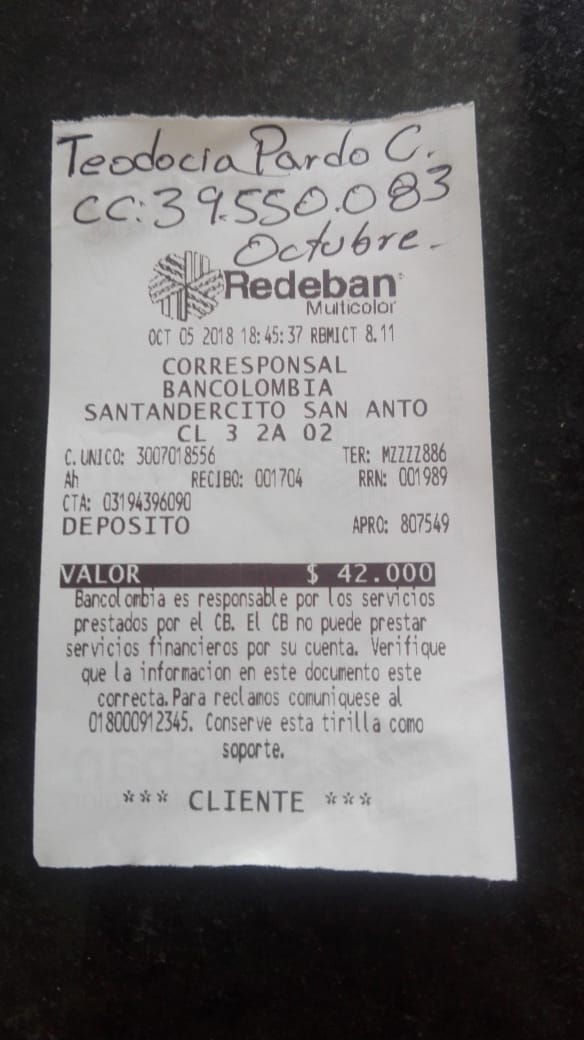 Teodocia Pardo C.
CC: 39.550.083
Octubre.
Redeban
Multicolor
OCT 05 2018 18:45:37 RBMICT 8.11
CORRESPONSAL
BANCOLOMBIA
SANTANDERCITO SAN ANTO
CL 3 2A 02
C. UNICO: 3007018556 TER: MZZZZ886
Ah RECIBO: 001704 RRN: 001989
CTA: 03194396090
DEPOSITO APRO: 807549
VALOR $ 42.000
Bancolombia es responsable por los servicios
prestados por el CB. El CB no puede prestar
servicios financieros por su cuenta. Verifique
que la informacion en este documento este
correcta. Para reclamos comuniquese al
018000912345. Conserve esta tirilla como
soporte.
*** CLIENTE ***